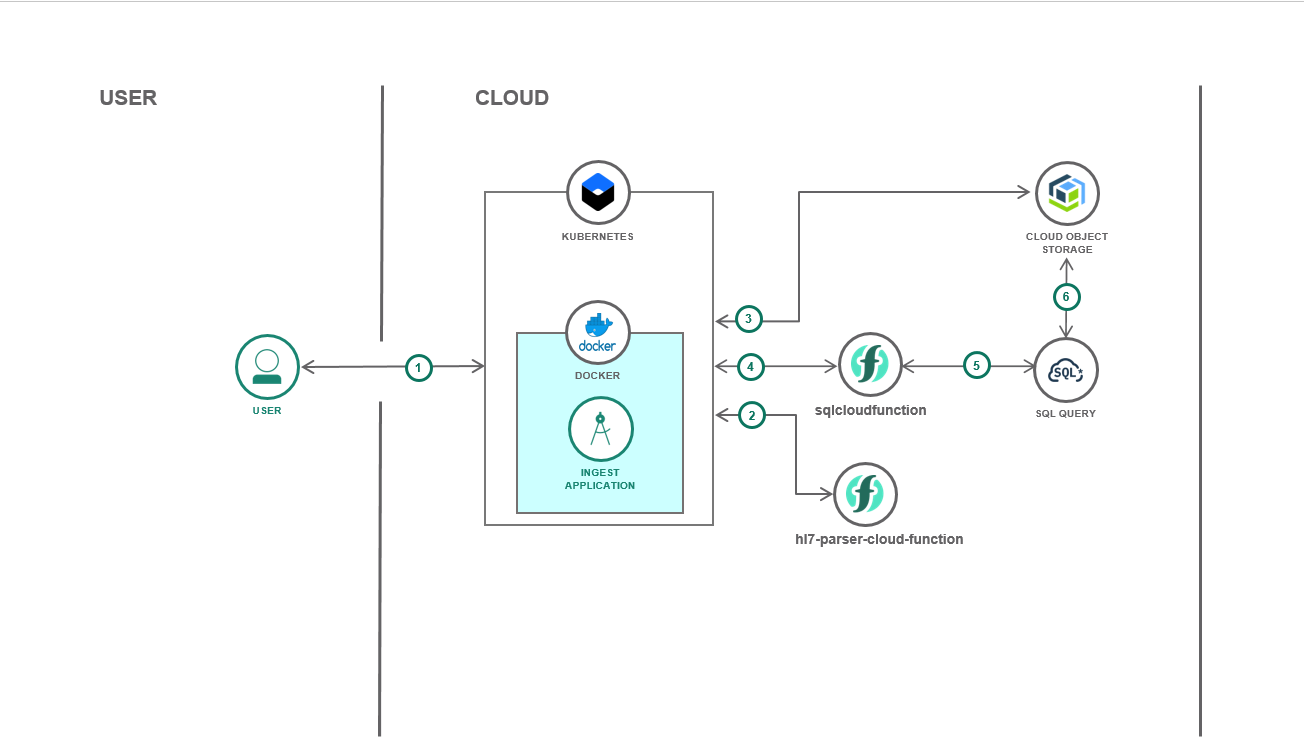 USER
CLOUD
KUBERNETES
CLOUD OBJECT
STORAGE
6
3
docker
DOCKER
1
4
5
SQL
USER
sqlcloudfunction
SQL QUERY
2
INGEST
APPLICATION
f
f
hl7-parser-cloud-function